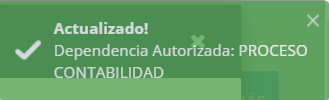 Actualizado!
Dependencia Autorizada: PROCESO
CONTABILIDAD